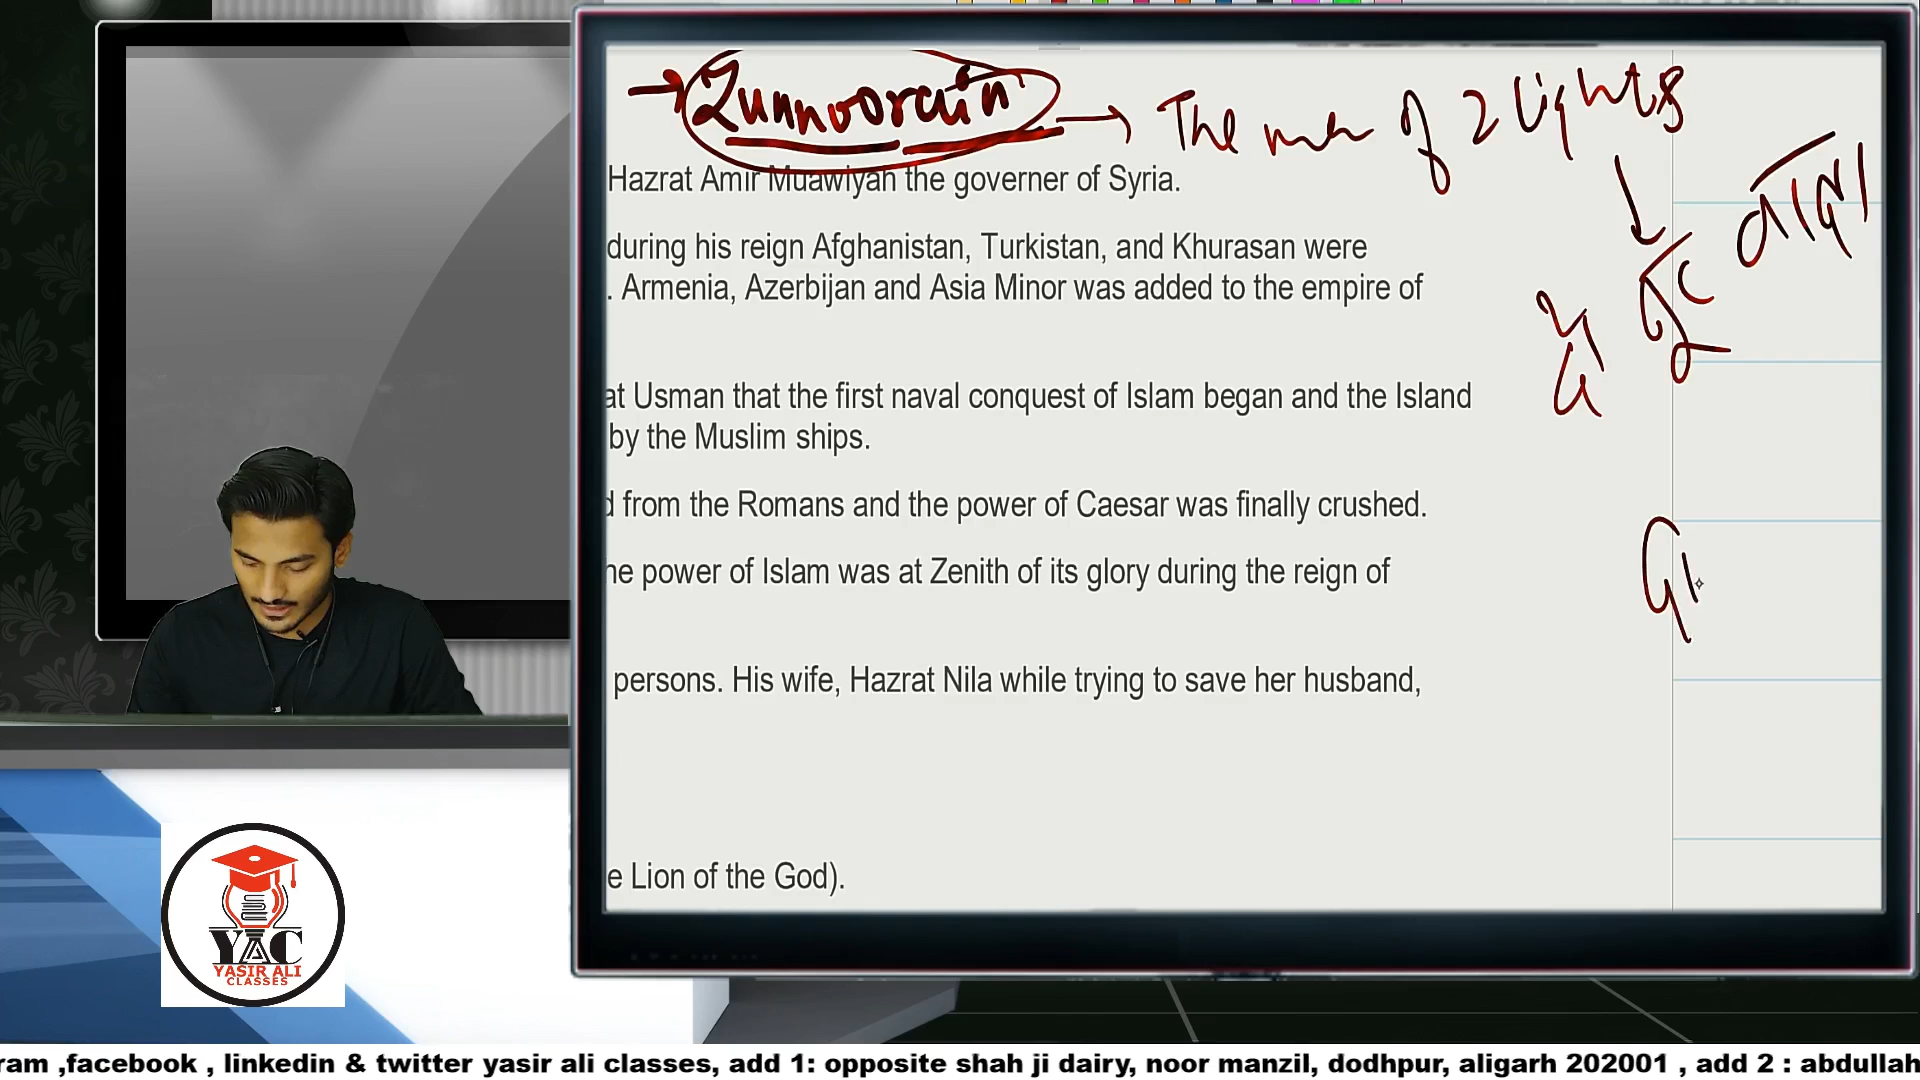 → Zunnoorain → The man of 2 lights
Hazrat Amir Muawiyah the governer of Syria.
during his reign Afghanistan, Turkistan, and Khurasan were
. Armenia, Azerbijan and Asia Minor was added to the empire of
at Usman that the first naval conquest of Islam began and the Island
by the Muslim ships.
d from the Romans and the power of Caesar was finally crushed.
he power of Islam was at Zenith of its glory during the reign of
persons. His wife, Hazrat Nila while trying to save her husband,
e Lion of the God).
YAC
YASIR ALI
CLASSES
ram ,facebook , linkedin & twitter yasir ali classes, add 1: opposite shah ji dairy, noor manzil, dodhpur, aligarh 202001 , add 2 : abdullah